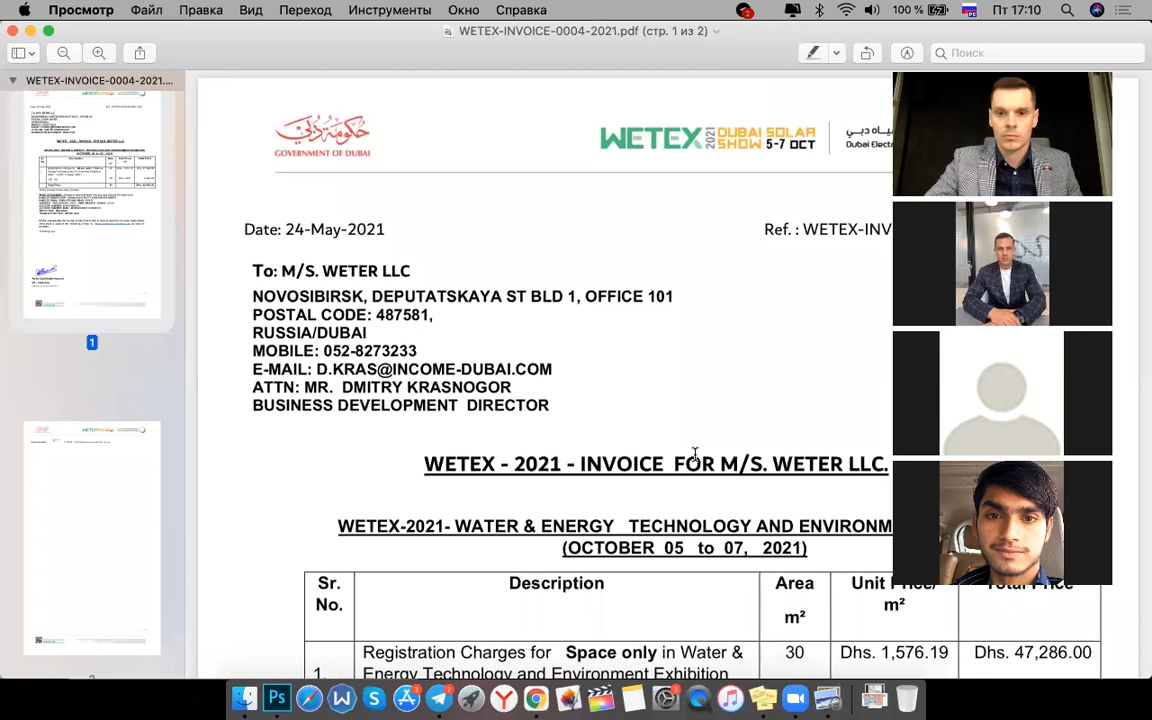 Просмотр Файл Правка Вид Переход Инструменты Окно Справка 100 % Пт 17:10
WETEX-INVOICE-0004-2021.pdf (стр. 1 из 2)
Поиск
WETEX-INVOICE-0004-2021....
1
حكومة دبي
GOVERNMENT OF DUBAI
WETEX 2021 DUBAI SOLAR SHOW 5-7 OCT
Dubai Electri
Date: 24-May-2021
Ref. : WETEX-INV
To: M/S. WETER LLC
NOVOSIBIRSK, DEPUTATSKAYA ST BLD 1, OFFICE 101
POSTAL CODE: 487581,
RUSSIA/DUBAI
MOBILE: 052-8273233
E-MAIL: D.KRAS@INCOME-DUBAI.COM
ATTN: MR. DMITRY KRASNOGOR
BUSINESS DEVELOPMENT DIRECTOR
WETEX - 2021 - INVOICE FOR M/S. WETER LLC.
WETEX-2021- WATER & ENERGY TECHNOLOGY AND ENVIRONM
(OCTOBER 05 to 07, 2021)
Sr. No. Description Area m² Unit Price/ m² Total Price
1. Registration Charges for Space only in Water & 30 Dhs. 1,576.19 Dhs. 47,286.00
Energy Technology and Environment Exhibition